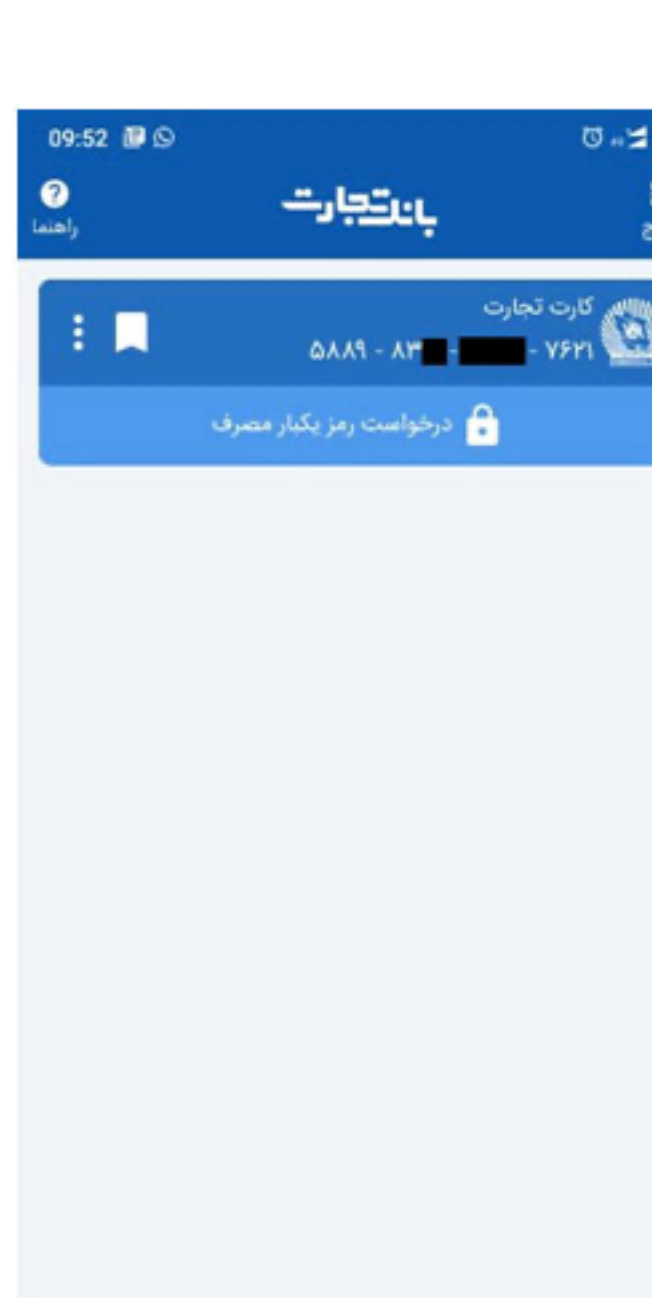 09:52
راهنما
بانک تجارت
کارت تجارت
۵۸۸۹ - ۸۳ - - ۷۶۲۱
درخواست رمز یکبار مصرف